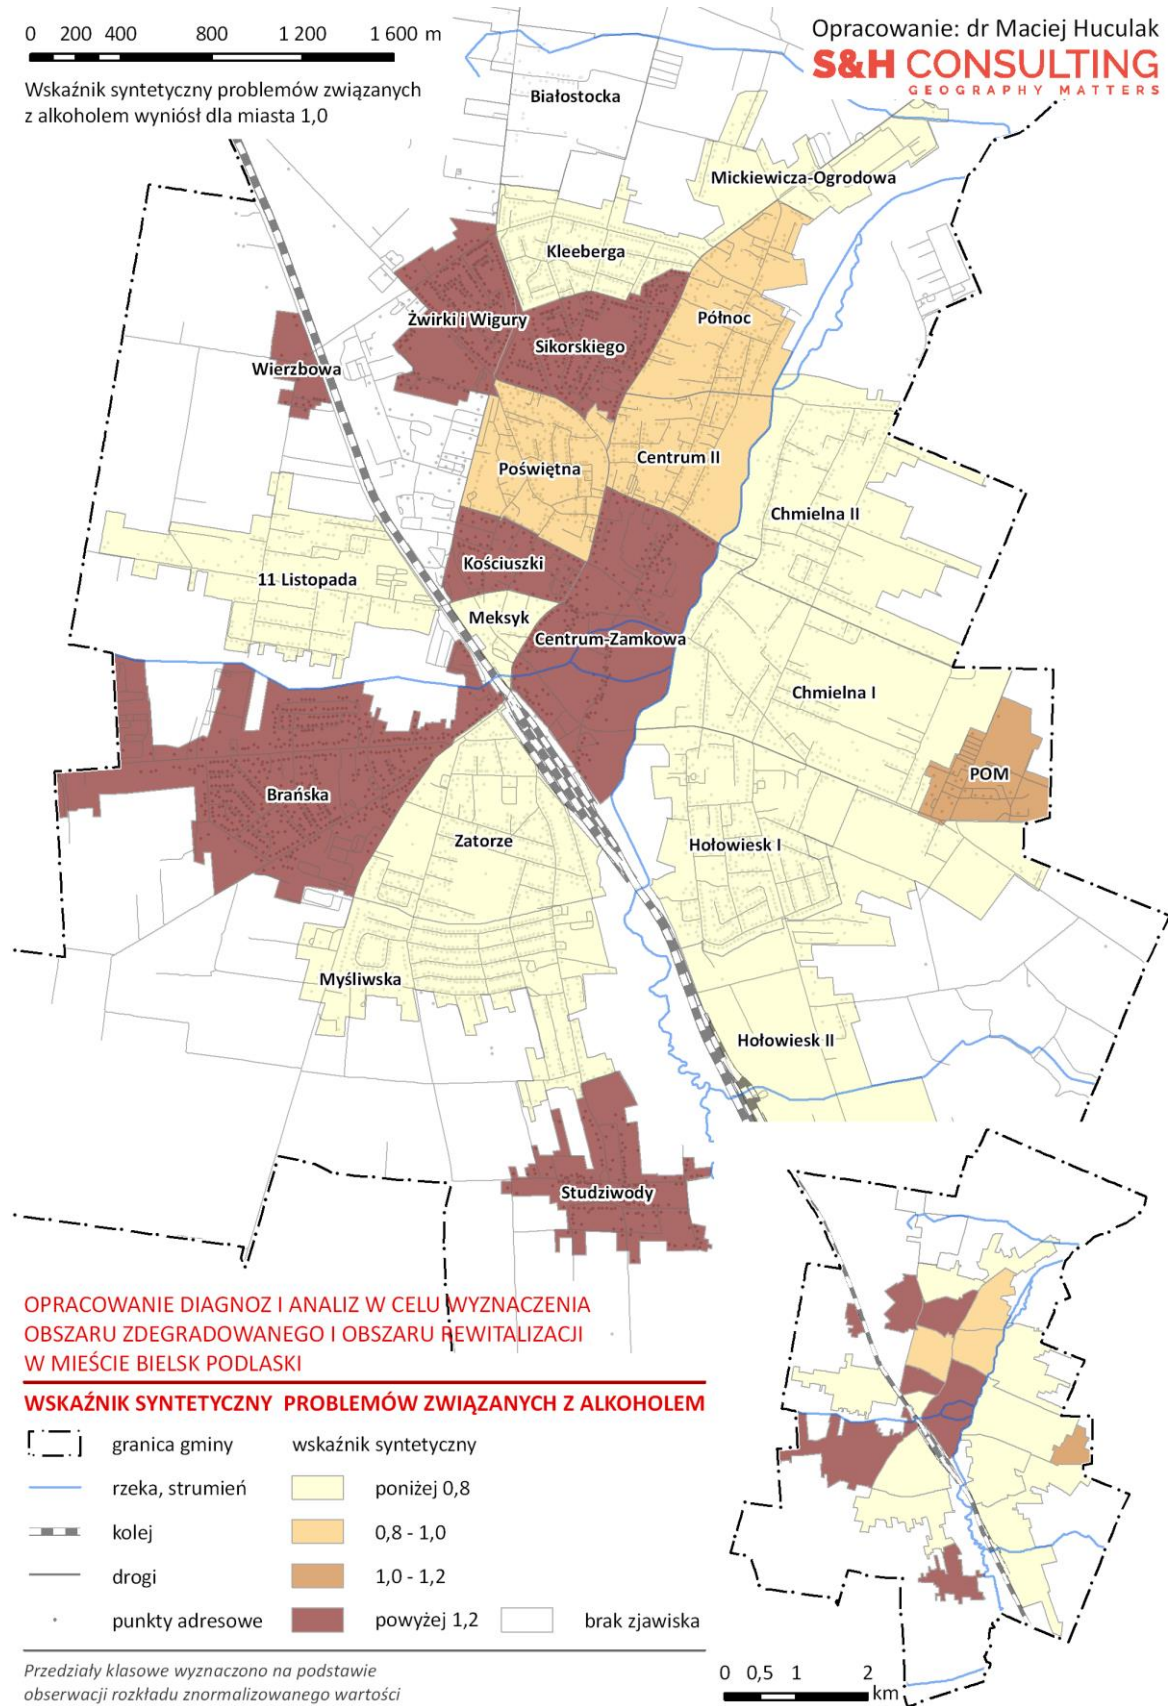 0 200 400 800 1 200 1 600 m
Opracowanie: dr Maciej Huculak
S&H CONSULTING
GEOGRAPHY MATTERS
Wskaźnik syntetyczny problemów związanych
z alkoholem wyniósł dla miasta 1,0
Białostocka
Mickiewicza-Ogrodowa
Kleeberga
Żwirki i Wigury
Północ
Sikorskiego
Wierzbowa
Poświętna
Centrum II
Chmielna II
Kościuszki
11 Listopada
Meksyk
Centrum-Zamkowa
Chmielna I
POM
Brańska
Zatorze
Hołowiesk I
Myśliwska
Hołowiesk II
Studziwody
OPRACOWANIE DIAGNOZ I ANALIZ W CELU WYZNACZENIA
OBSZARU ZDEGRADOWANEGO I OBSZARU REWITALIZACJI
W MIEŚCIE BIELSK PODLASKI
WSKAŹNIK SYNTETYCZNY PROBLEMÓW ZWIĄZANYCH Z ALKOHOLEM
granica gminy wskaźnik syntetyczny
rzeka, strumień poniżej 0,8
kolej 0,8 - 1,0
drogi 1,0 - 1,2
punkty adresowe powyżej 1,2 brak zjawiska
Przedziały klasowe wyznaczono na podstawie
obserwacji rozkładu znormalizowanego wartości
0 0,5 1 2
km